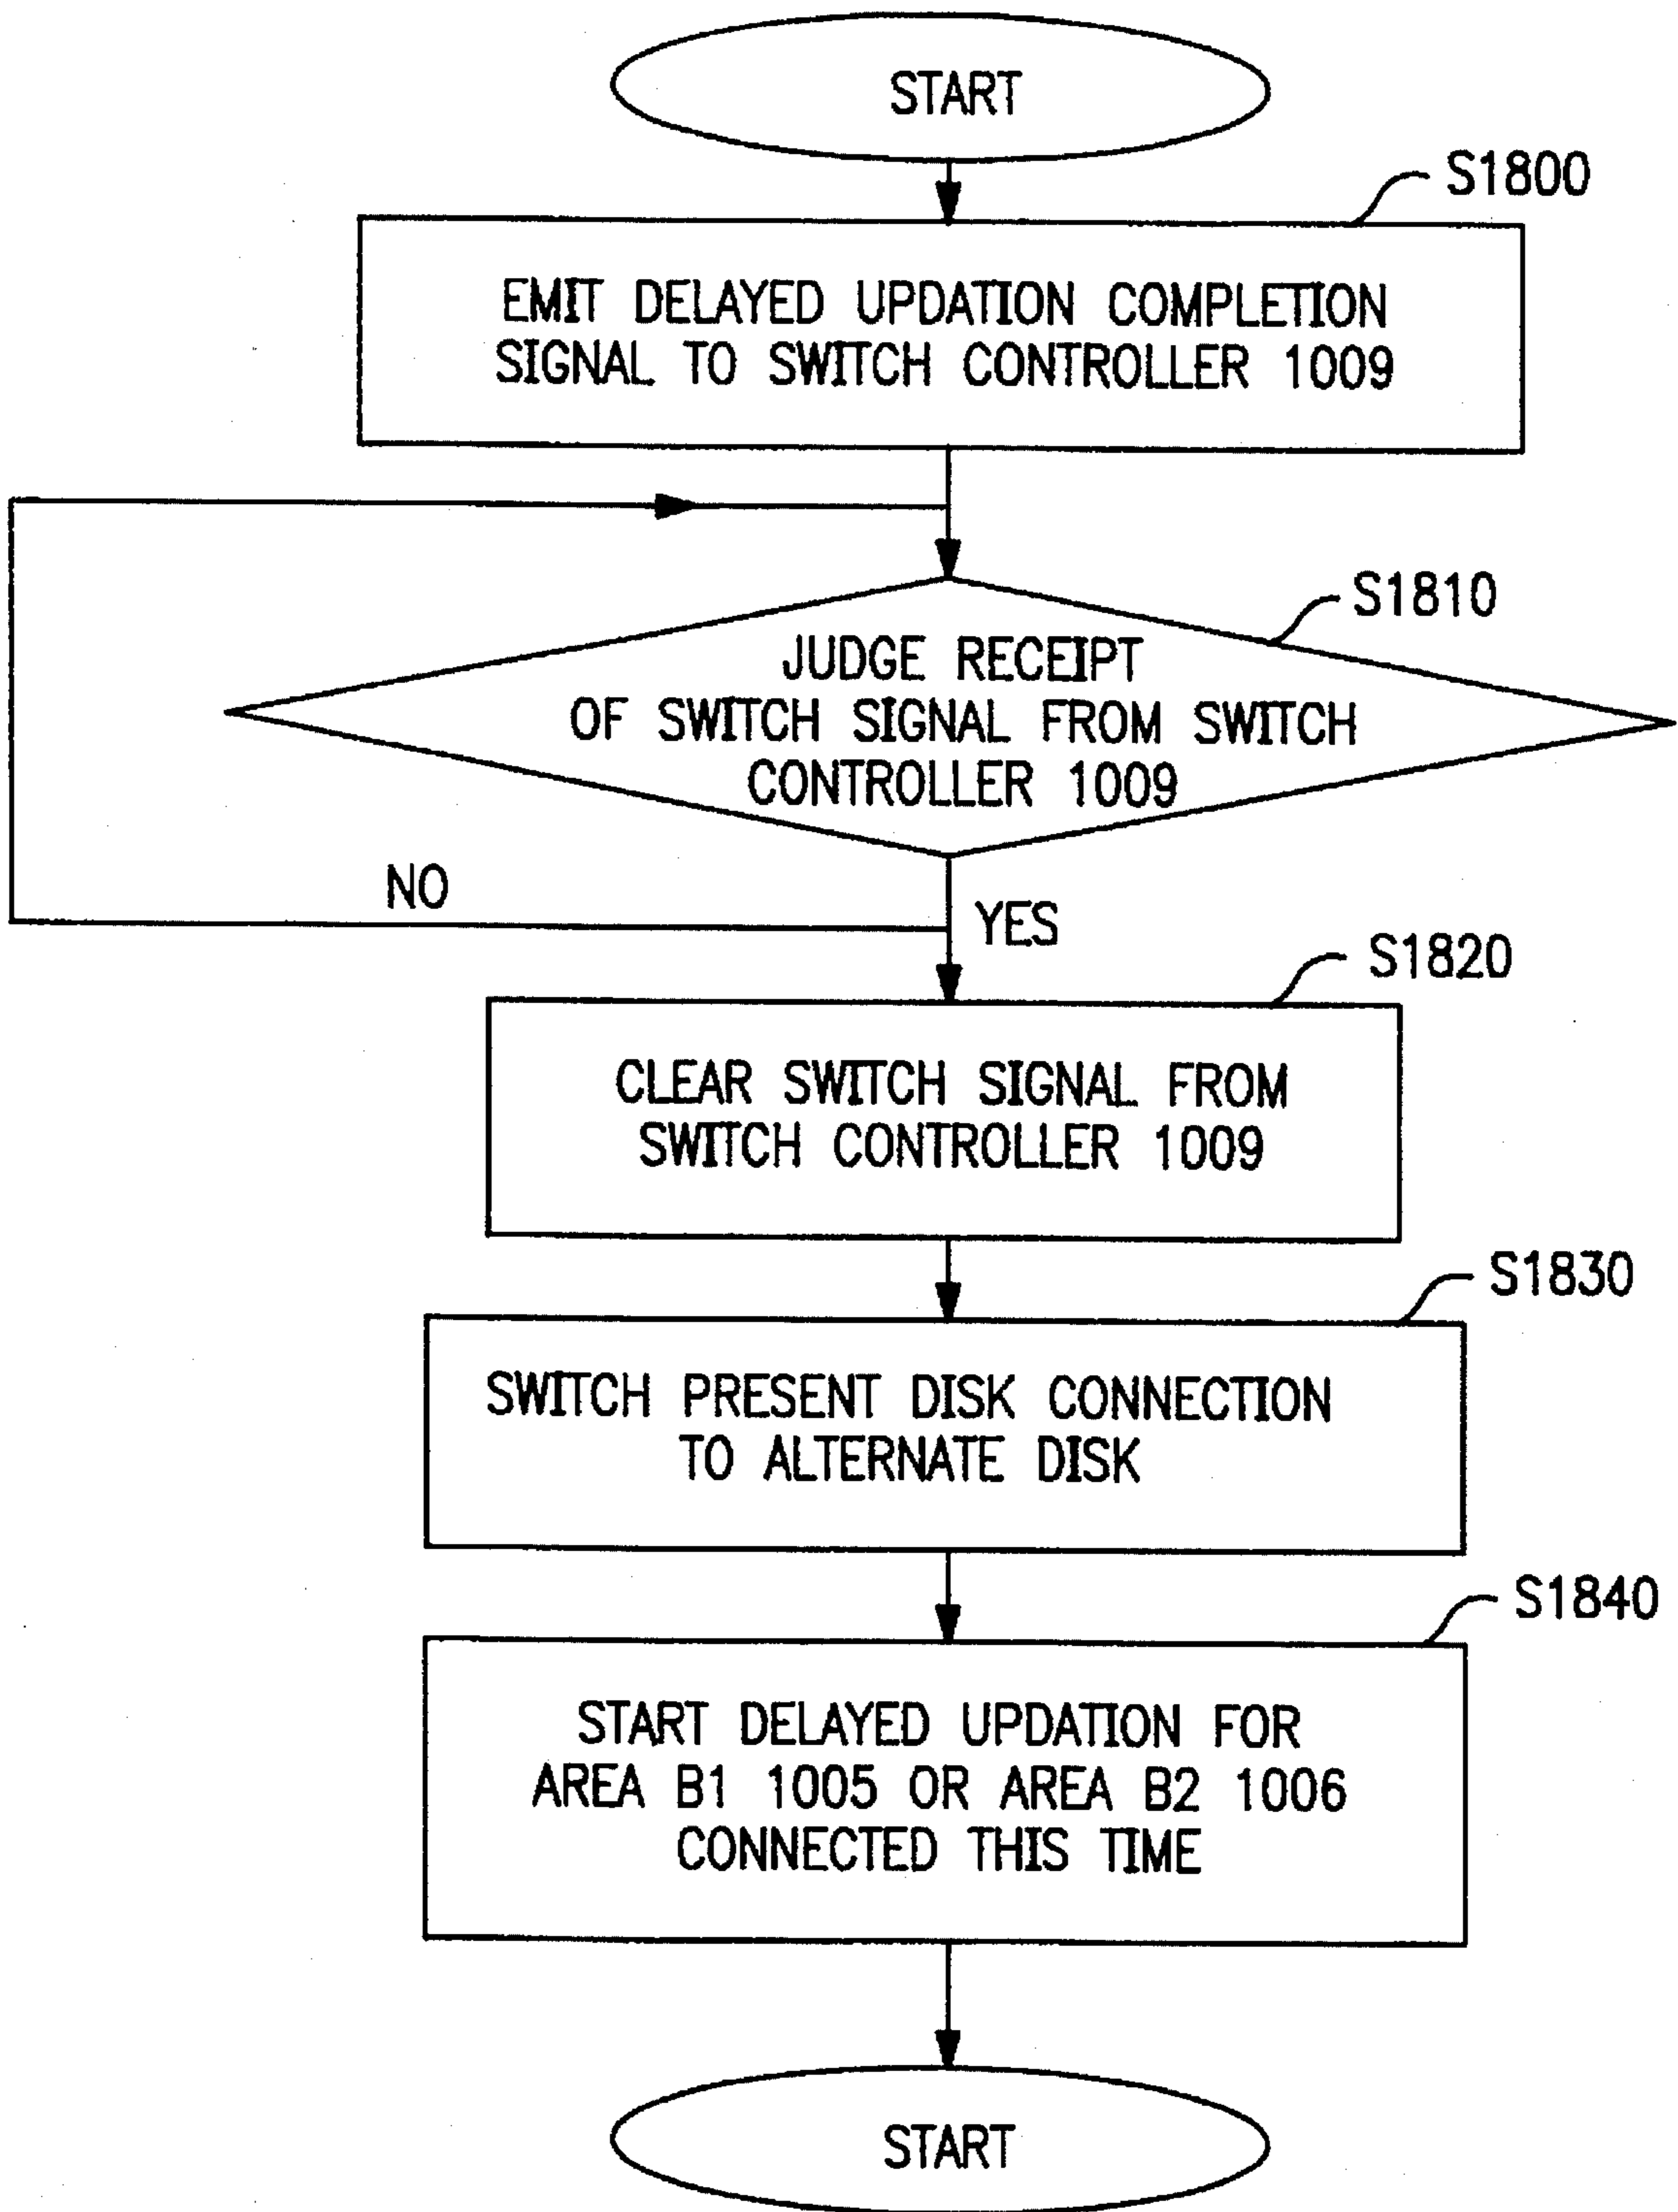 START
S1800
EMIT DELAYED UPDATION COMPLETION
SIGNAL TO SWITCH CONTROLLER 1009
S1810
JUDGE RECEIPT
OF SWITCH SIGNAL FROM SWITCH
CONTROLLER 1009
NO
YES
S1820
CLEAR SWITCH SIGNAL FROM
SWITCH CONTROLLER 1009
S1830
SWITCH PRESENT DISK CONNECTION
TO ALTERNATE DISK
S1840
START DELAYED UPDATION FOR
AREA B1 1005 OR AREA B2 1006
CONNECTED THIS TIME
START